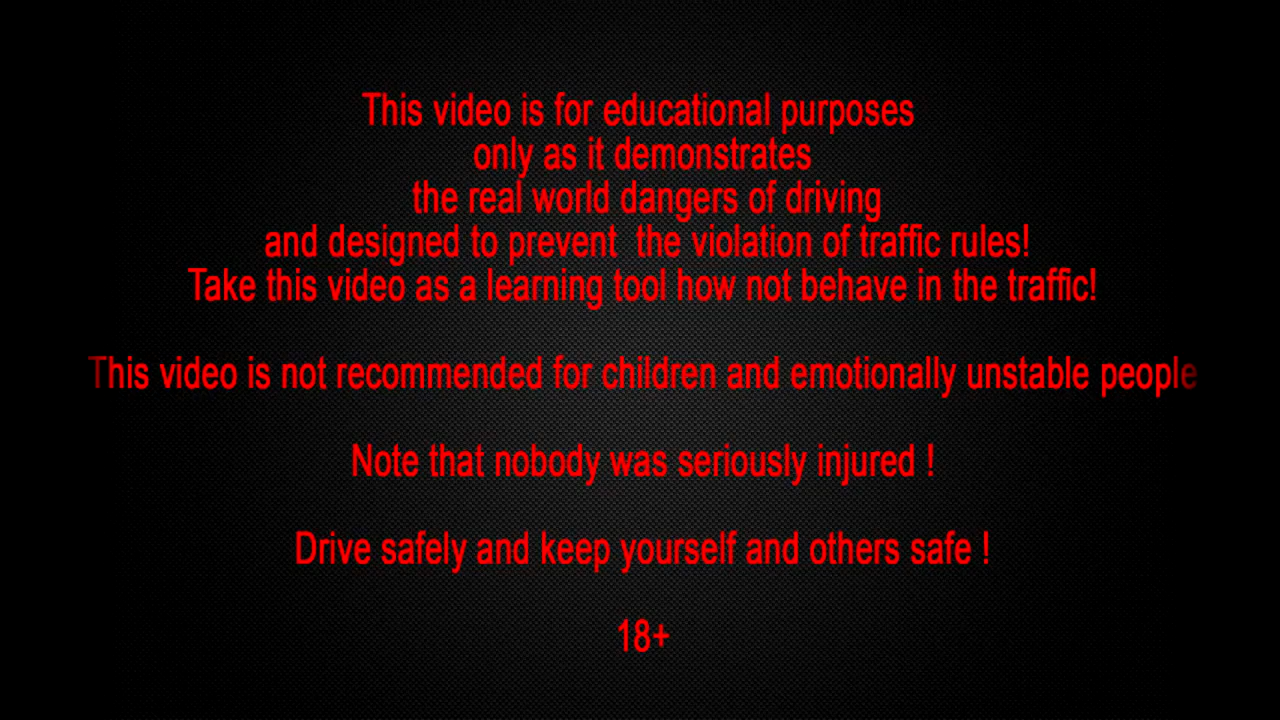 This video is for educational purposes
only as it demonstrates
the real world dangers of driving
and designed to prevent  the violation of traffic rules!
Take this video as a learning tool how not behave in the traffic!
This video is not recommended for children and emotionally unstable people
Note that nobody was seriously injured !
Drive safely and keep yourself and others safe !
18+